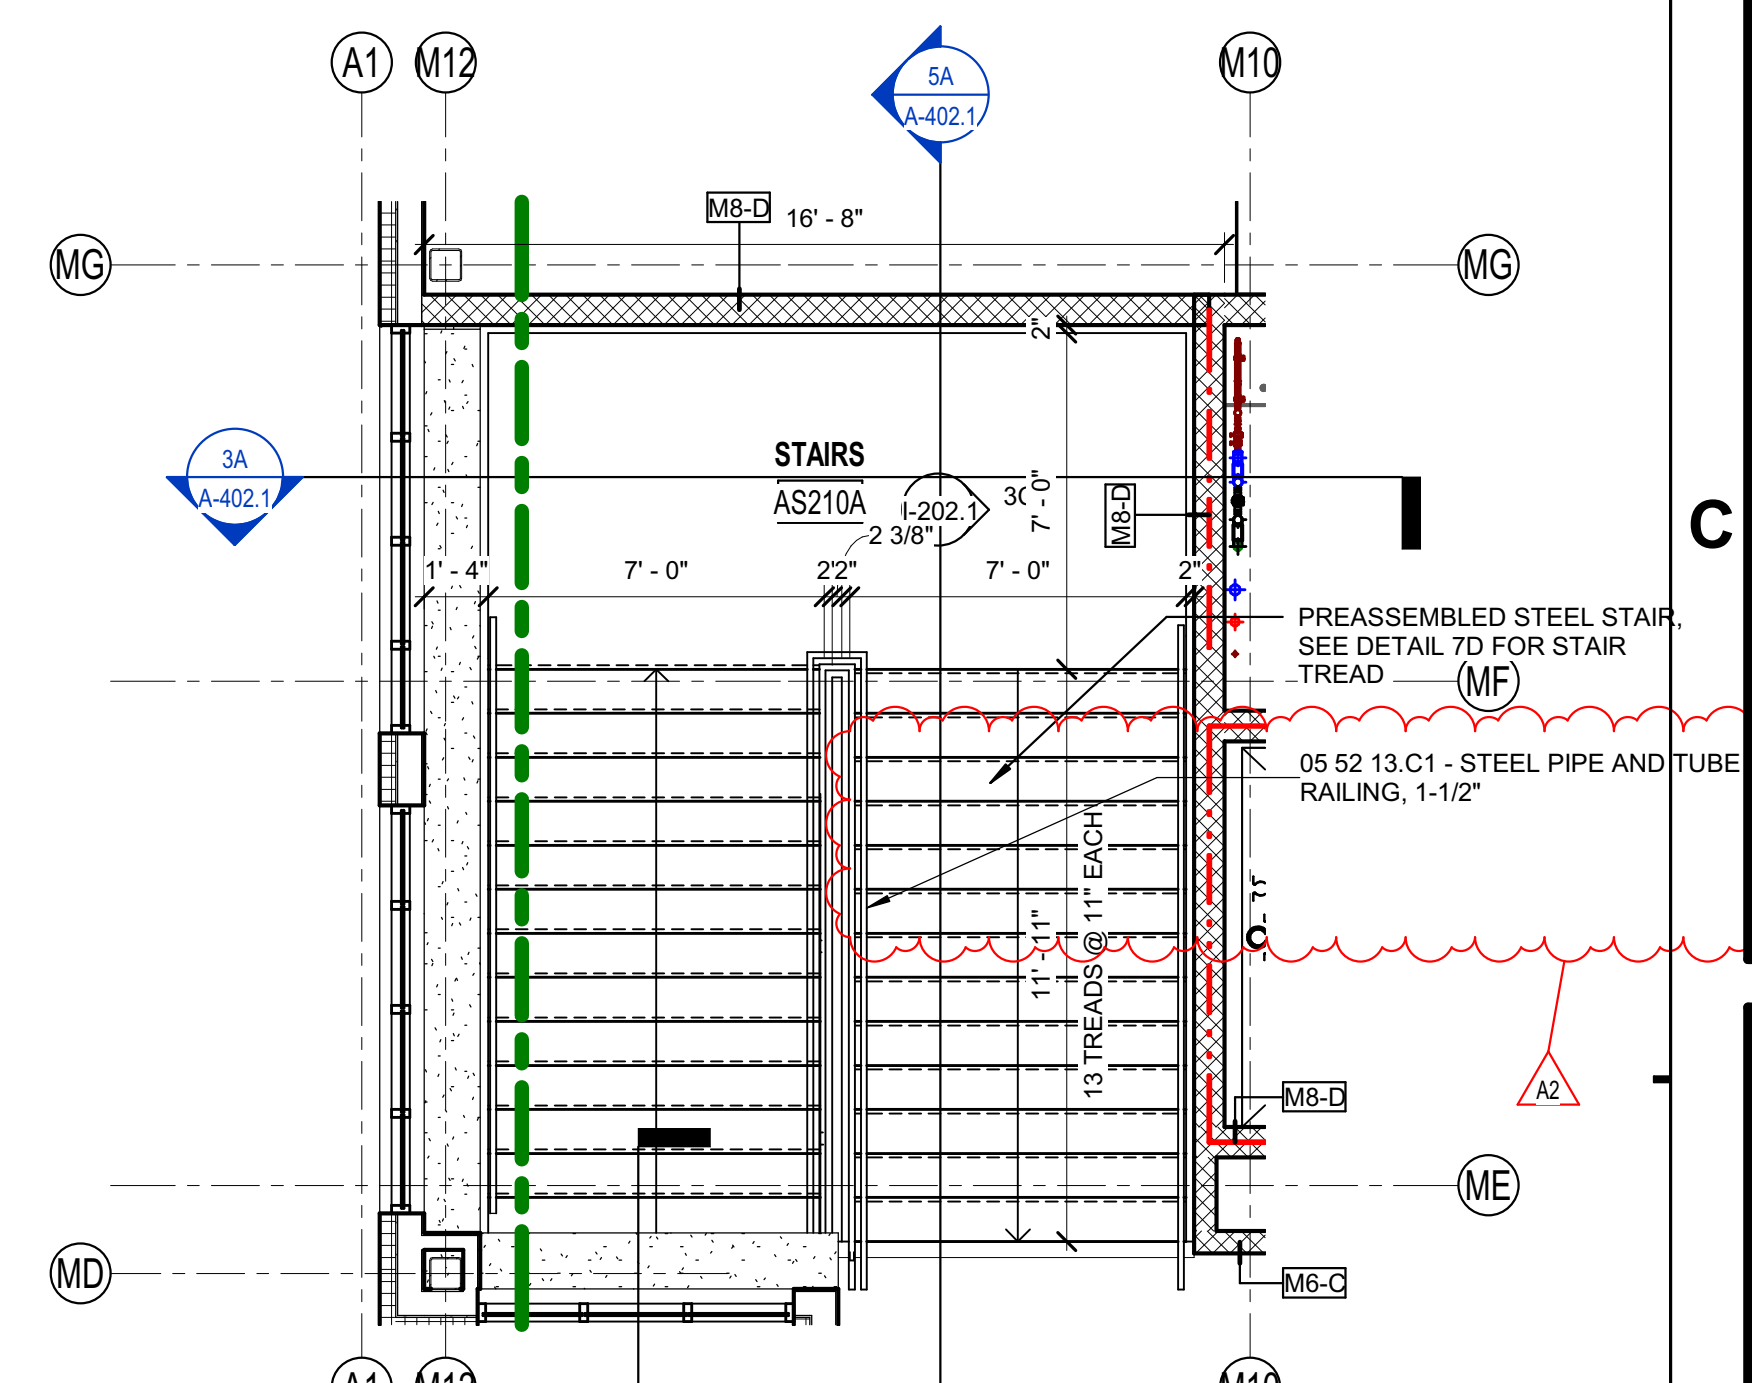 A1
M12
5A
A-402.1
M10
M8-D
16' - 8"
MG
MG
2"
STAIRS
AS210A
3A
A-402.1
I-202.1
7' - 0"
M8-D
2 3/8"
1' - 4"
7' - 0"
2"
2"
7' - 0"
2"
C
PREASSEMBLED STEEL STAIR,
SEE DETAIL 7D FOR STAIR
TREAD
MF
05 52 13.C1 - STEEL PIPE AND TUBE
RAILING, 1-1/2"
13 TREADS @ 11" EACH
11' - 11"
A2
M8-D
ME
MD
M6-C
A1
M12
M10